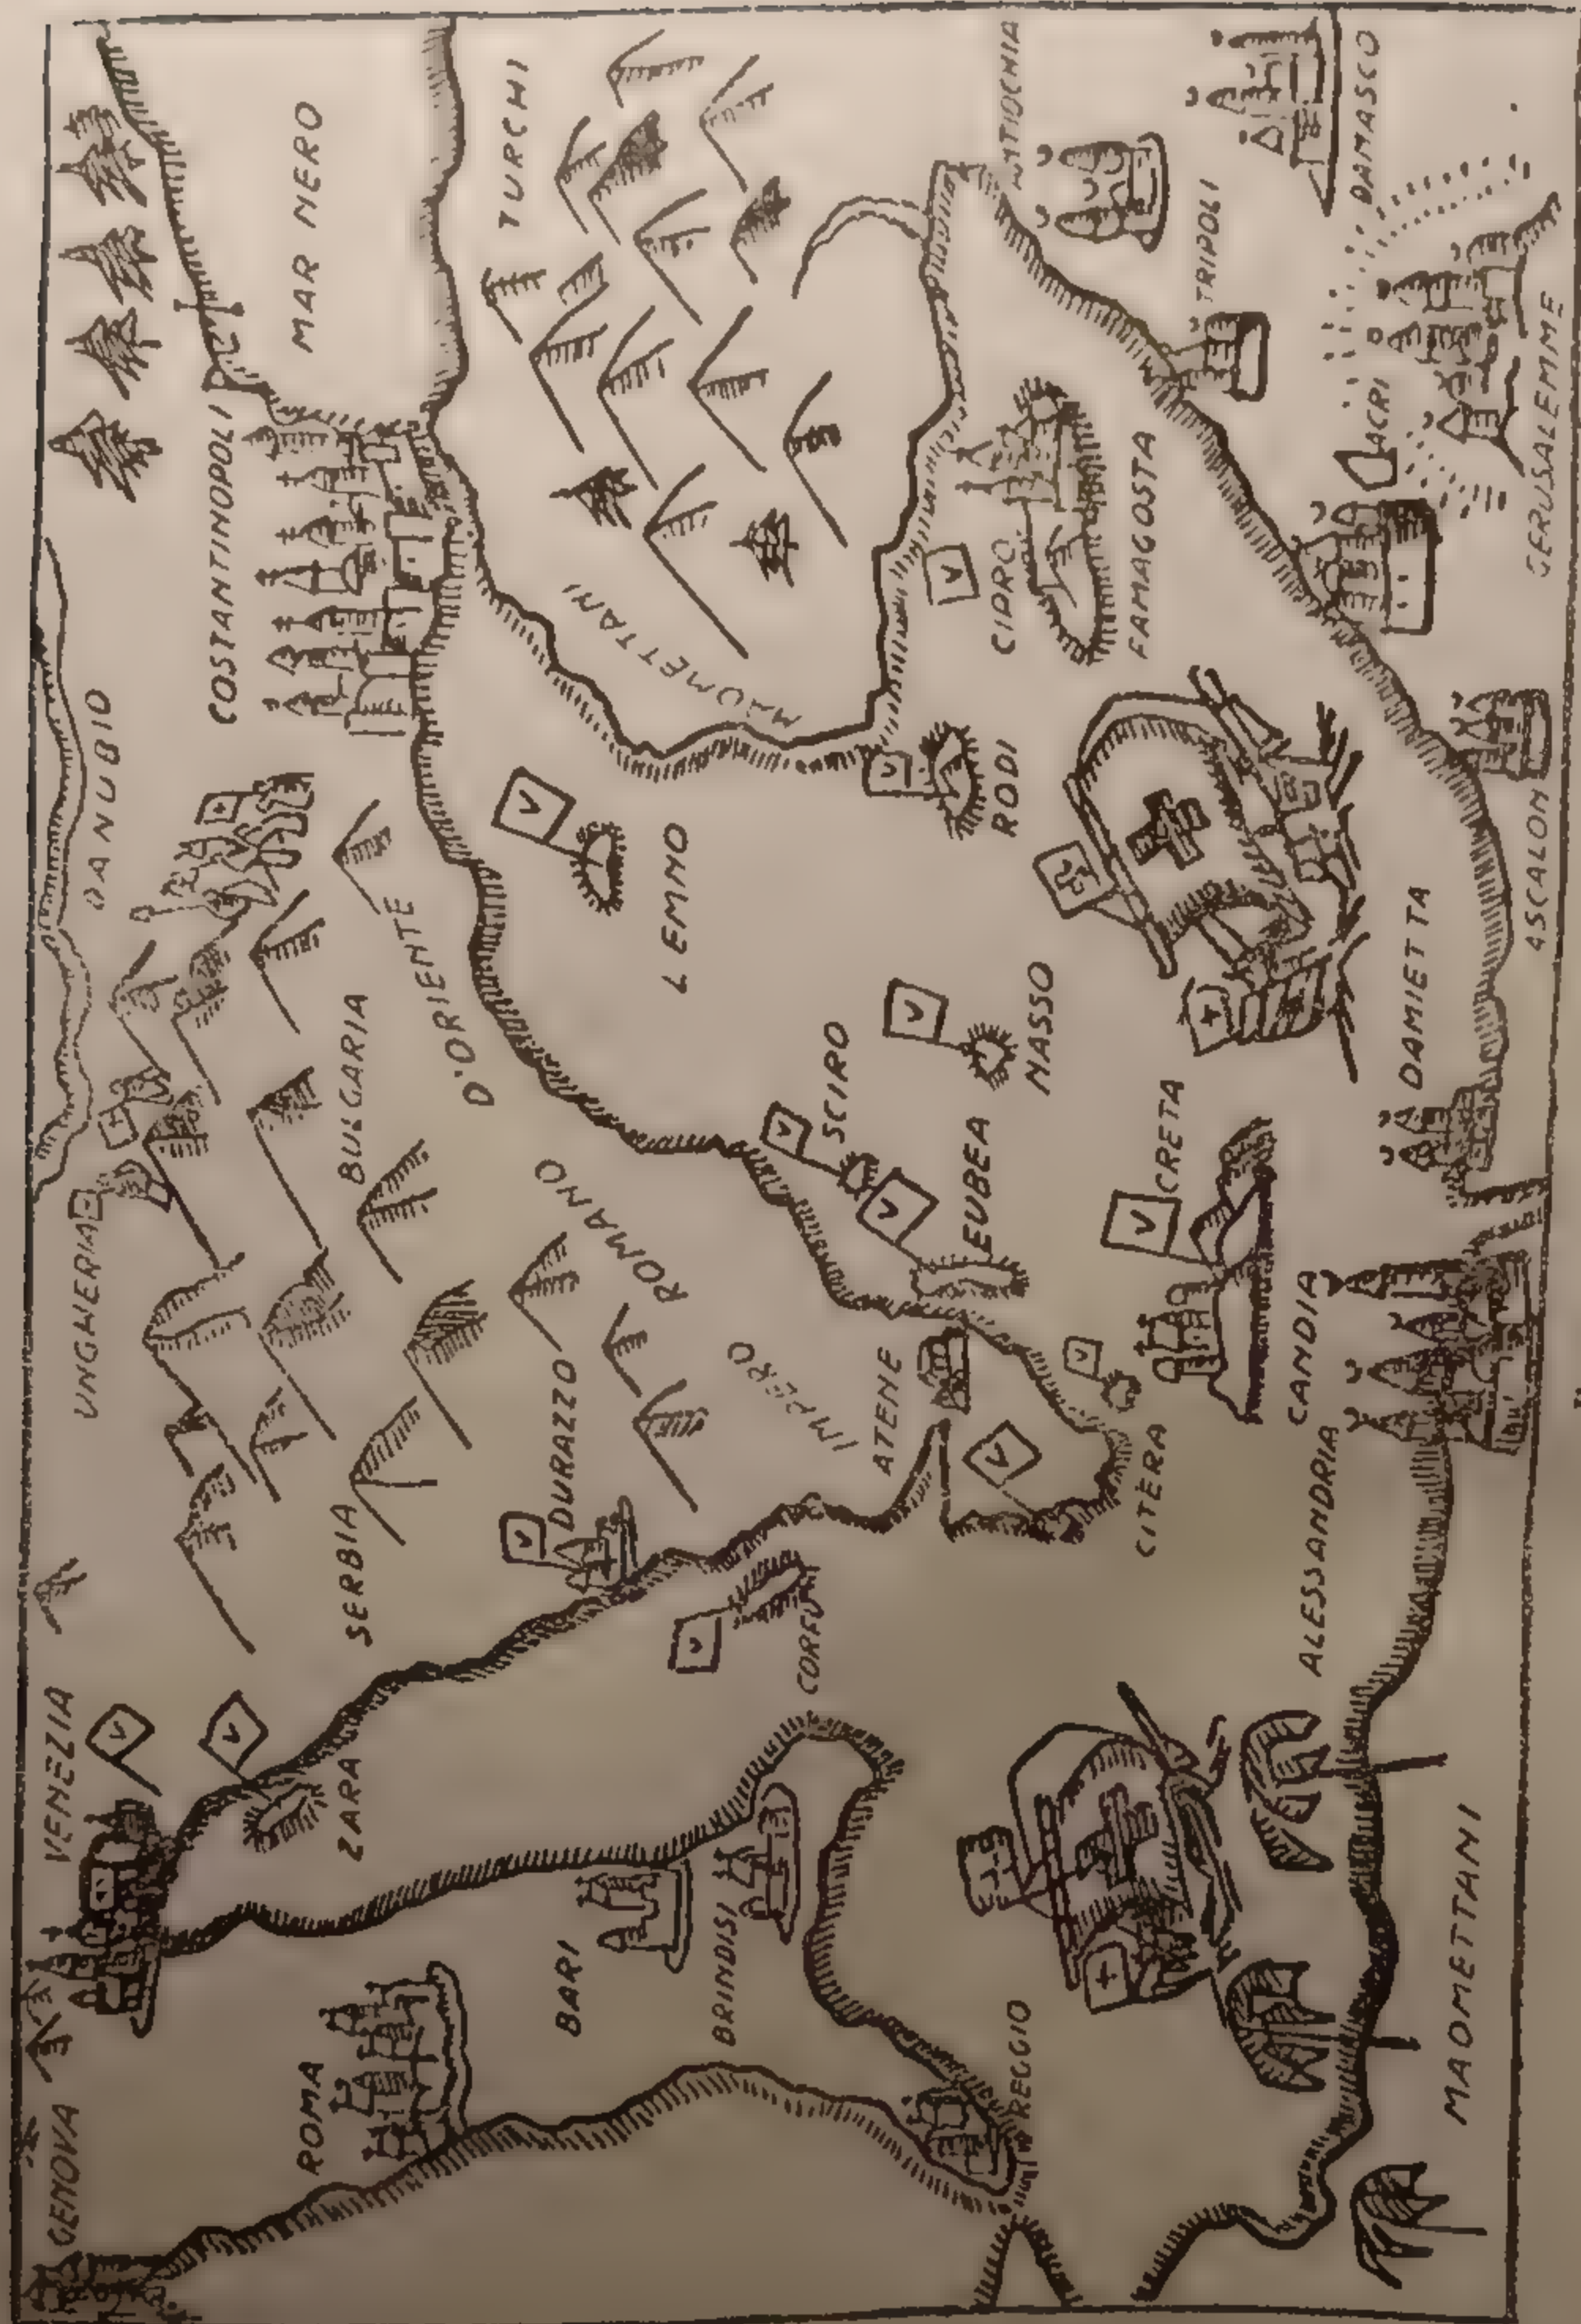 GENOVA
VENEZIA
UNGHERIA
DANUBIO
ROMA
ZARA
SERBIA
BULGARIA
COSTANTINOPOLI
MAR NERO
BARI
DURAZZO
IMPERO
ROMANO
D'ORIENTE
TURCHI
BRINDISI
CORFU
ATENE
LEMNO
MAOMETTANI
REGGIO
CITERA
EUBEA
SCIRO
NASSO
RODI
CIPRO
FAMAGOSTA
ANTIOCHIA
CANDIA
CRETA
TRIPOLI
ALESSANDRIA
DAMIETTA
ACRI
DAMASCO
MAOMETTANI
ASCALON
GERUSALEMME
V
V
V
V
V
V
V
V
V
V
V
V
V
V